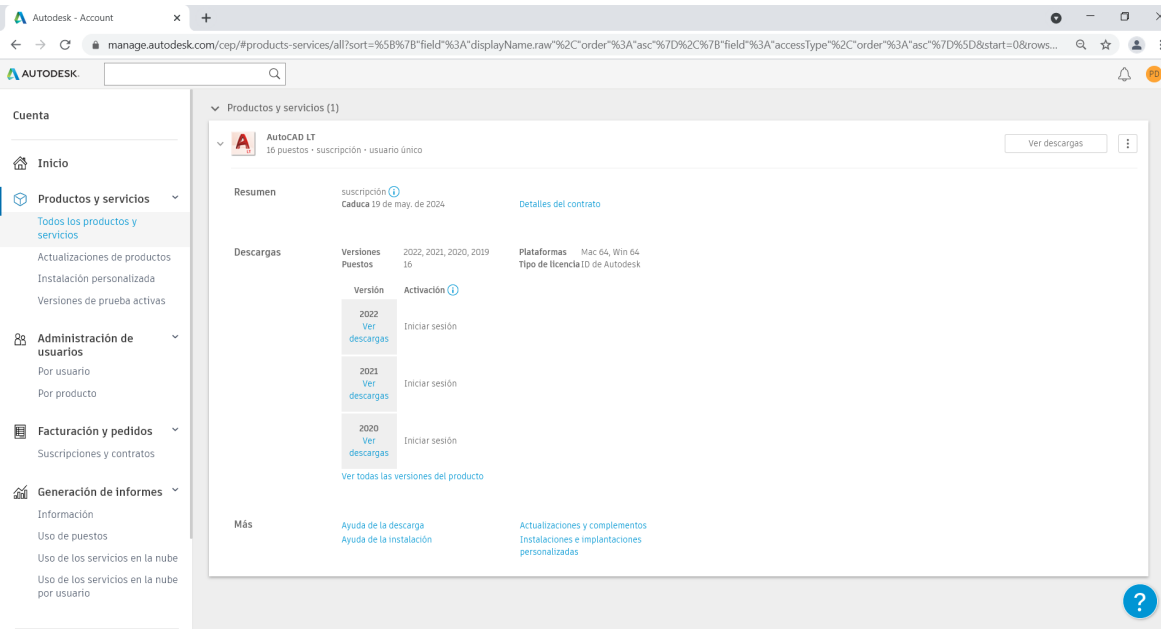 Autodesk - Account
manage.autodesk.com/cep/#products-services/all?sort=%5B%7B"field"%3A"displayName.raw"%2C"order"%3A"asc"%7D%2C%7B"field"%3A"accessType"%2C"order"%3A"asc"%7D%5D&start=0&rows...
AUTODESK.
PD
Cuenta
Inicio
Productos y servicios
Todos los productos y
servicios
Actualizaciones de productos
Instalación personalizada
Versiones de prueba activas
Administración de
usuarios
Por usuario
Por producto
Facturación y pedidos
Suscripciones y contratos
Generación de informes
Información
Uso de puestos
Uso de los servicios en la nube
Uso de los servicios en la nube
por usuario
Productos y servicios (1)
A LT
AutoCAD LT
16 puestos • suscripción • usuario único
Ver descargas
Resumen
suscripción
Caduca 19 de may. de 2024
Detalles del contrato
Descargas
Versiones 2022, 2021, 2020, 2019
Plataformas Mac 64, Win 64
Puestos 16
Tipo de licencia ID de Autodesk
Versión Activación
2022
Ver
descargas
Iniciar sesión
2021
Ver
descargas
Iniciar sesión
2020
Ver
descargas
Iniciar sesión
Ver todas las versiones del producto
Más
Ayuda de la descarga
Ayuda de la instalación
Actualizaciones y complementos
Instalaciones e implantaciones
personalizadas
?